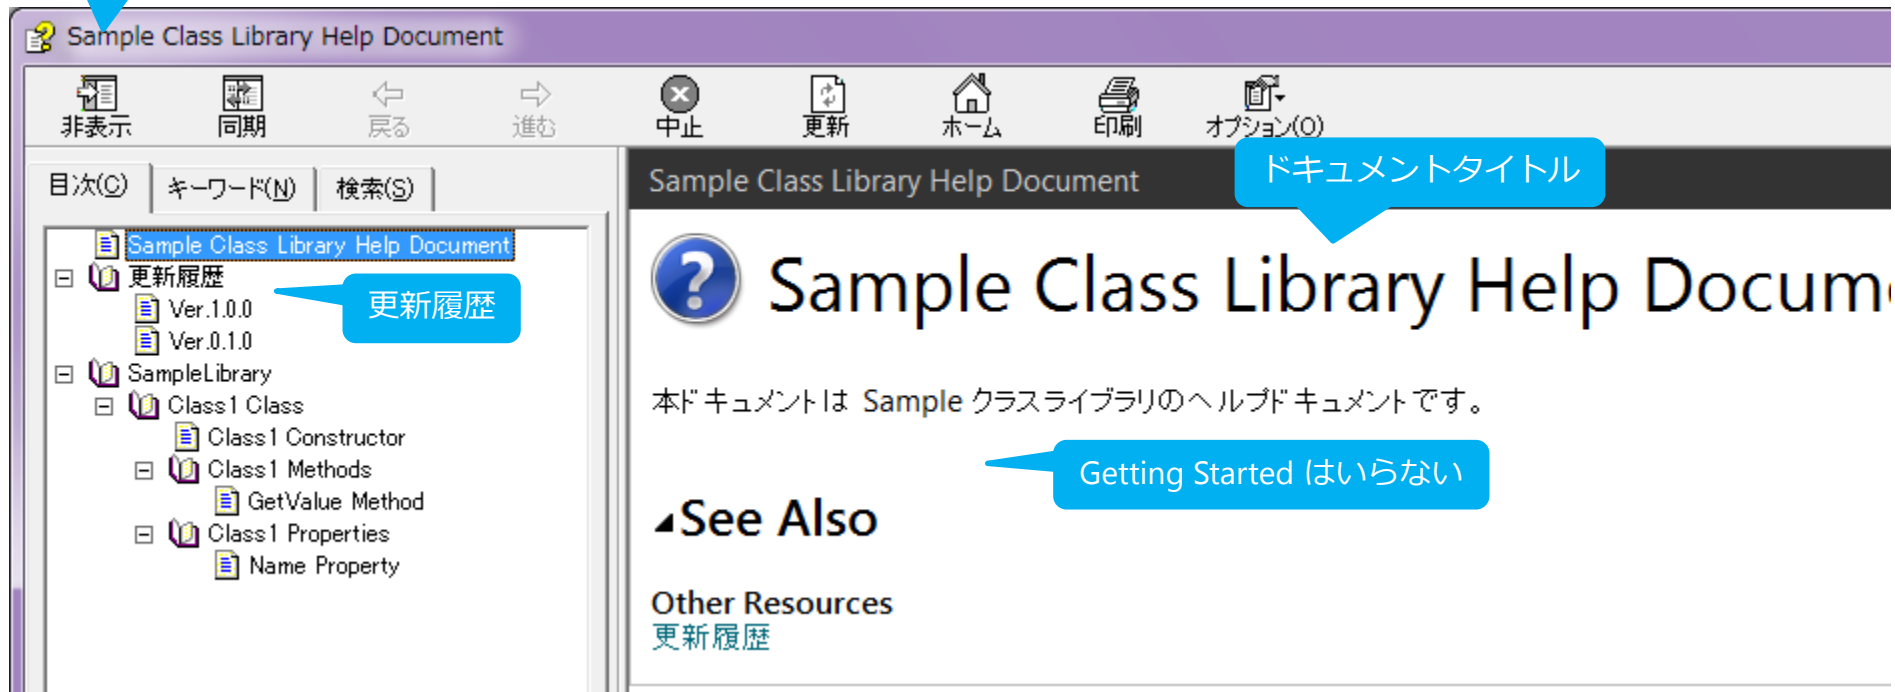 Sample Class Library Help Document
非表示 同期 戻る 進む 中止 更新 ホーム 印刷 オプション(O)
目次(C) キーワード(N) 検索(S)
Sample Class Library Help Document
更新履歴
Ver.1.0.0
Ver.0.1.0
SampleLibrary
Class1 Class
Class1 Constructor
Class1 Methods
GetValue Method
Class1 Properties
Name Property
更新履歴
Sample Class Library Help Document
ドキュメントタイトル
Sample Class Library Help Docum
本ドキュメントは Sample クラスライブラリのヘルプドキュメントです。
Getting Started はいらない
See Also
Other Resources
更新履歴